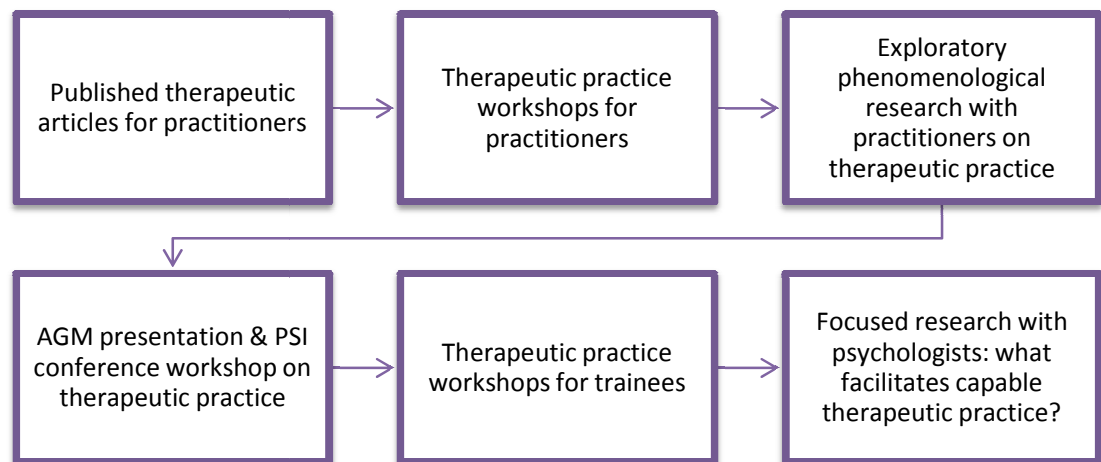 Published therapeutic
articles for practitioners
Therapeutic practice
workshops for
practitioners
Exploratory
phenomenological
research with
practitioners on
therapeutic practice
AGM presentation & PSI
conference workshop on
therapeutic practice
Therapeutic practice
workshops for trainees
Focused research with
psychologists: what
facilitates capable
therapeutic practice?